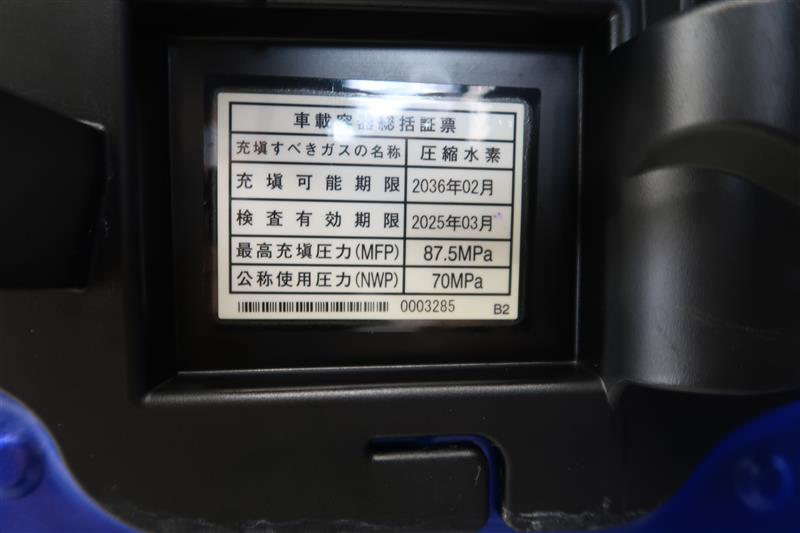 車載容器総括証票
充塡すべきガスの名称 圧縮水素
充塡可能期限 2036年02月
検査有効期限 2025年03月
最高充塡圧力(MFP) 87.5MPa
公称使用圧力(NWP) 70MPa
0003285 B2